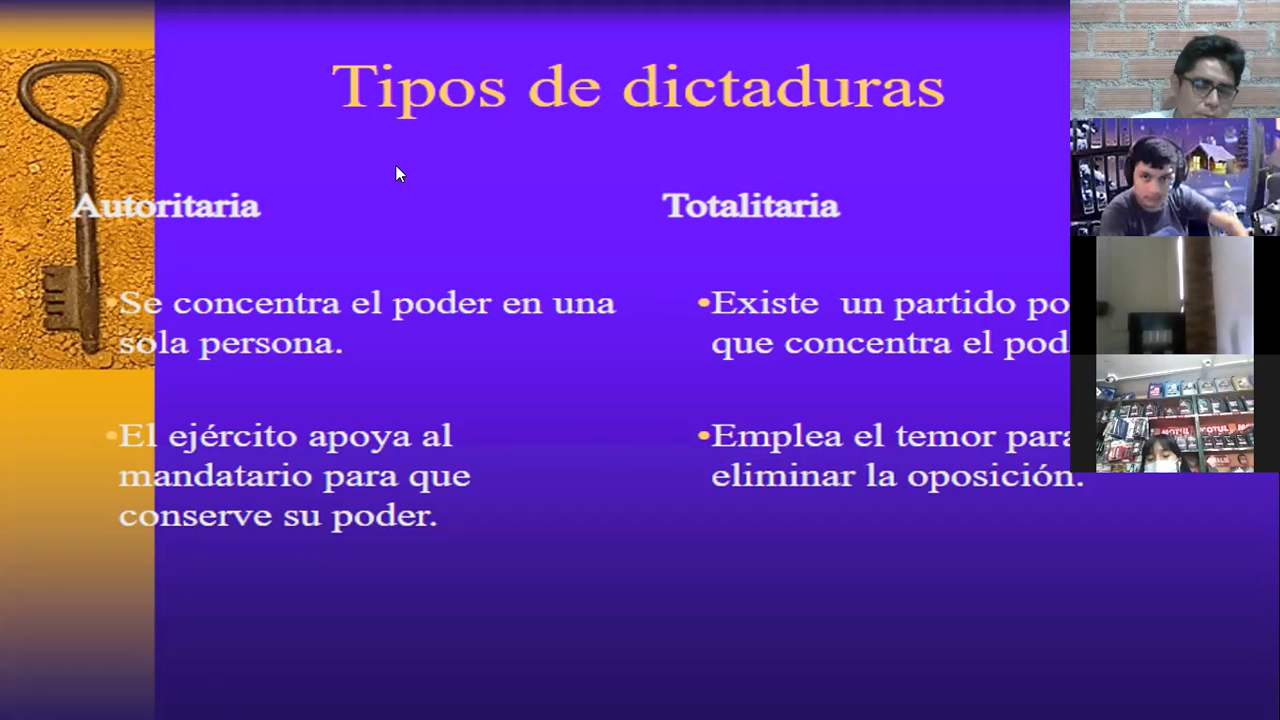 Tipos de dictaduras
Autoritaria
•Se concentra el poder en una
sola persona.
•El ejército apoya al
mandatario para que
conserve su poder.
Totalitaria
•Existe un partido
que concentra el
•Emplea el temor para
eliminar la oposición.
MOTUL